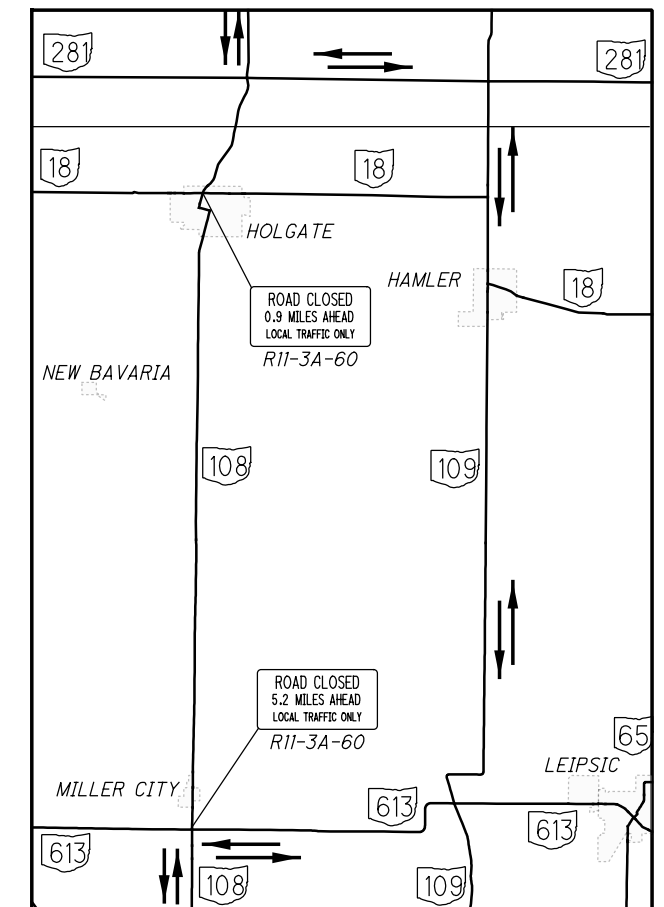 281
281
18
18
HOLGATE
HAMLER
18
ROAD CLOSED
0.9 MILES AHEAD
LOCAL TRAFFIC ONLY
R11-3A-60
NEW BAVARIA
108
109
ROAD CLOSED
5.2 MILES AHEAD
LOCAL TRAFFIC ONLY
R11-3A-60
65
LEIPSIC
MILLER CITY
613
613
613
108
109